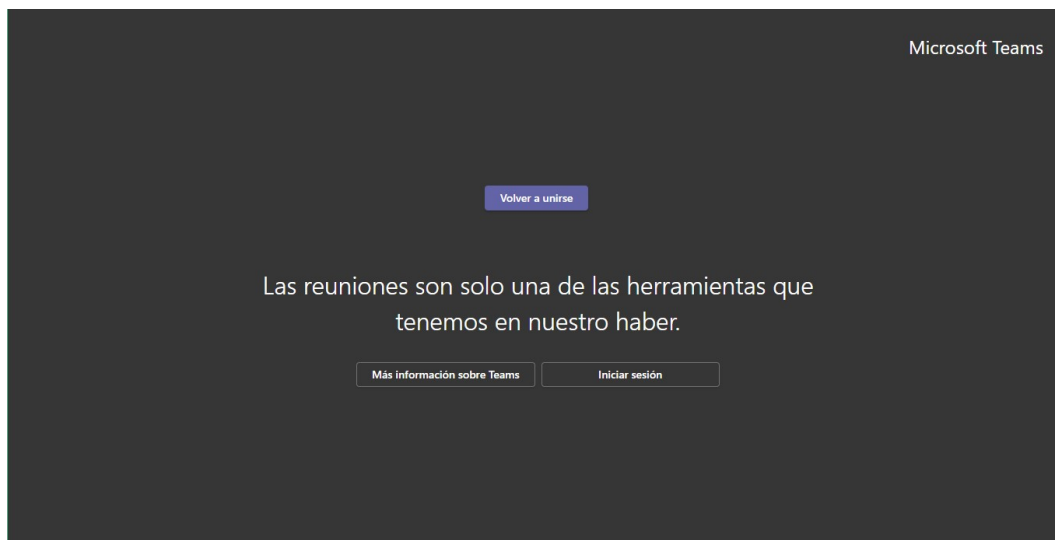 Microsoft Teams
Volver a unirse
Las reuniones son solo una de las herramientas que
tenemos en nuestro haber.
Más información sobre Teams
Iniciar sesión